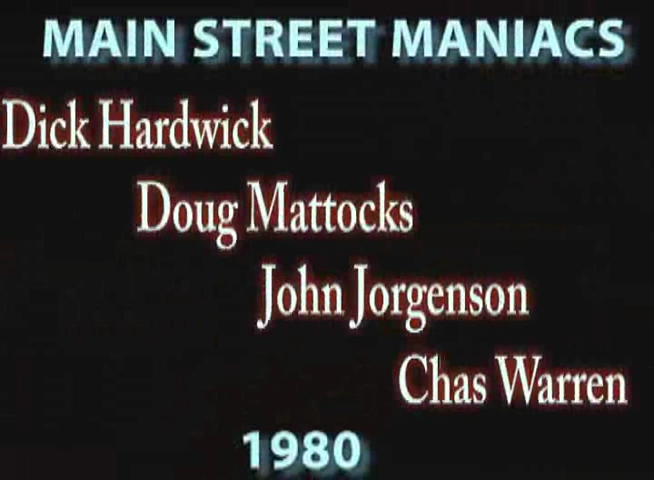 MAIN STREET MANIACS
Dick Hardwick
Doug Mattocks
John Jorgenson
Chas Warren
1980